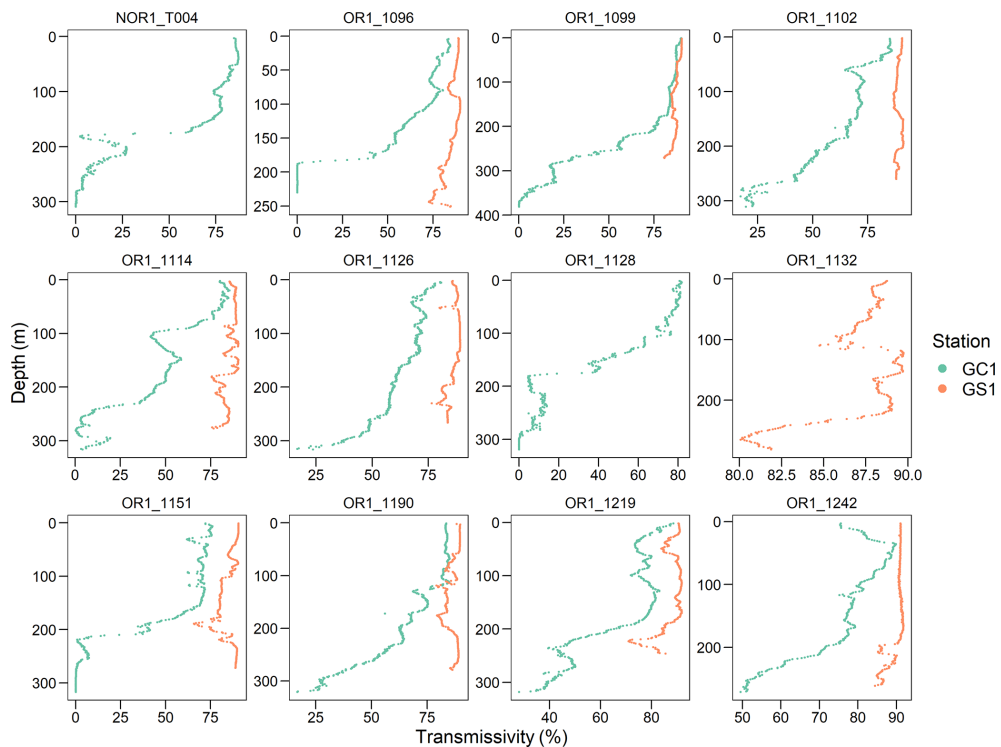 NOR1_T004 OR1_1096 OR1_1099 OR1_1102
0 100 200 300
0 25 50 75
0 50 100 150 200 250
0 25 50 75
0 100 200 300 400
0 25 50 75
0 100 200 300
25 50 75
OR1_1114 OR1_1126 OR1_1128 OR1_1132
0 100 200 300
0 25 50 75
0 100 200 300
25 50 75
0 100 200 300
0 20 40 60 80
0 100 200
80.0 82.5 85.0 87.5 90.0
OR1_1151 OR1_1190 OR1_1219 OR1_1242
0 100 200 300
0 25 50 75
0 100 200 300
25 50 75
0 100 200 300
40 60 80
0 100 200
50 60 70 80 90
Depth (m)
Transmissivity (%)
Station
GC1
GS1